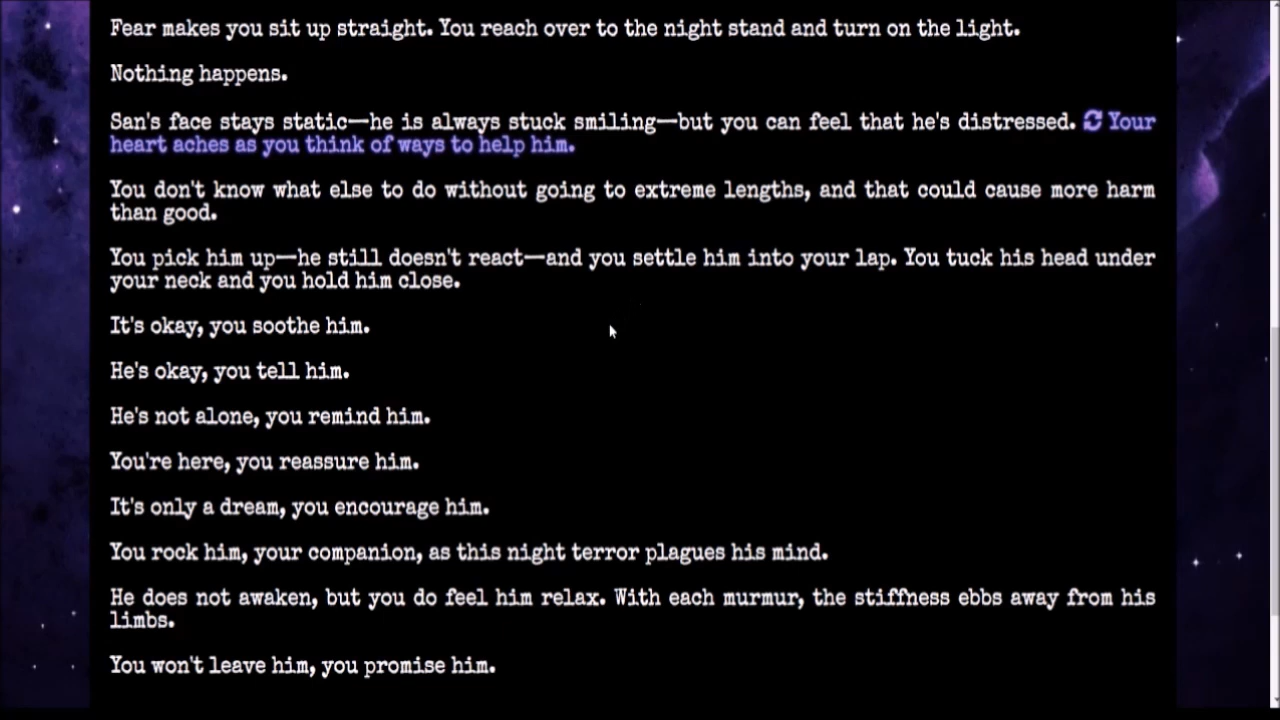 Fear makes you sit up straight. You reach over to the night stand and turn on the light.
Nothing happens.
San's face stays static—he is always stuck smiling—but you can feel that he's distressed. Your
heart aches as you think of ways to help him.
You don't know what else to do without going to extreme lengths, and that could cause more harm
than good.
You pick him up—he still doesn't react—and you settle him into your lap. You tuck his head under
your neck and you hold him close.
It's okay, you soothe him.
He's okay, you tell him.
He's not alone, you remind him.
You're here, you reassure him.
It's only a dream, you encourage him.
You rock him, your companion, as this night terror plagues his mind.
He does not awaken, but you do feel him relax. With each murmur, the stiffness ebbs away from his
limbs.
You won't leave him, you promise him.